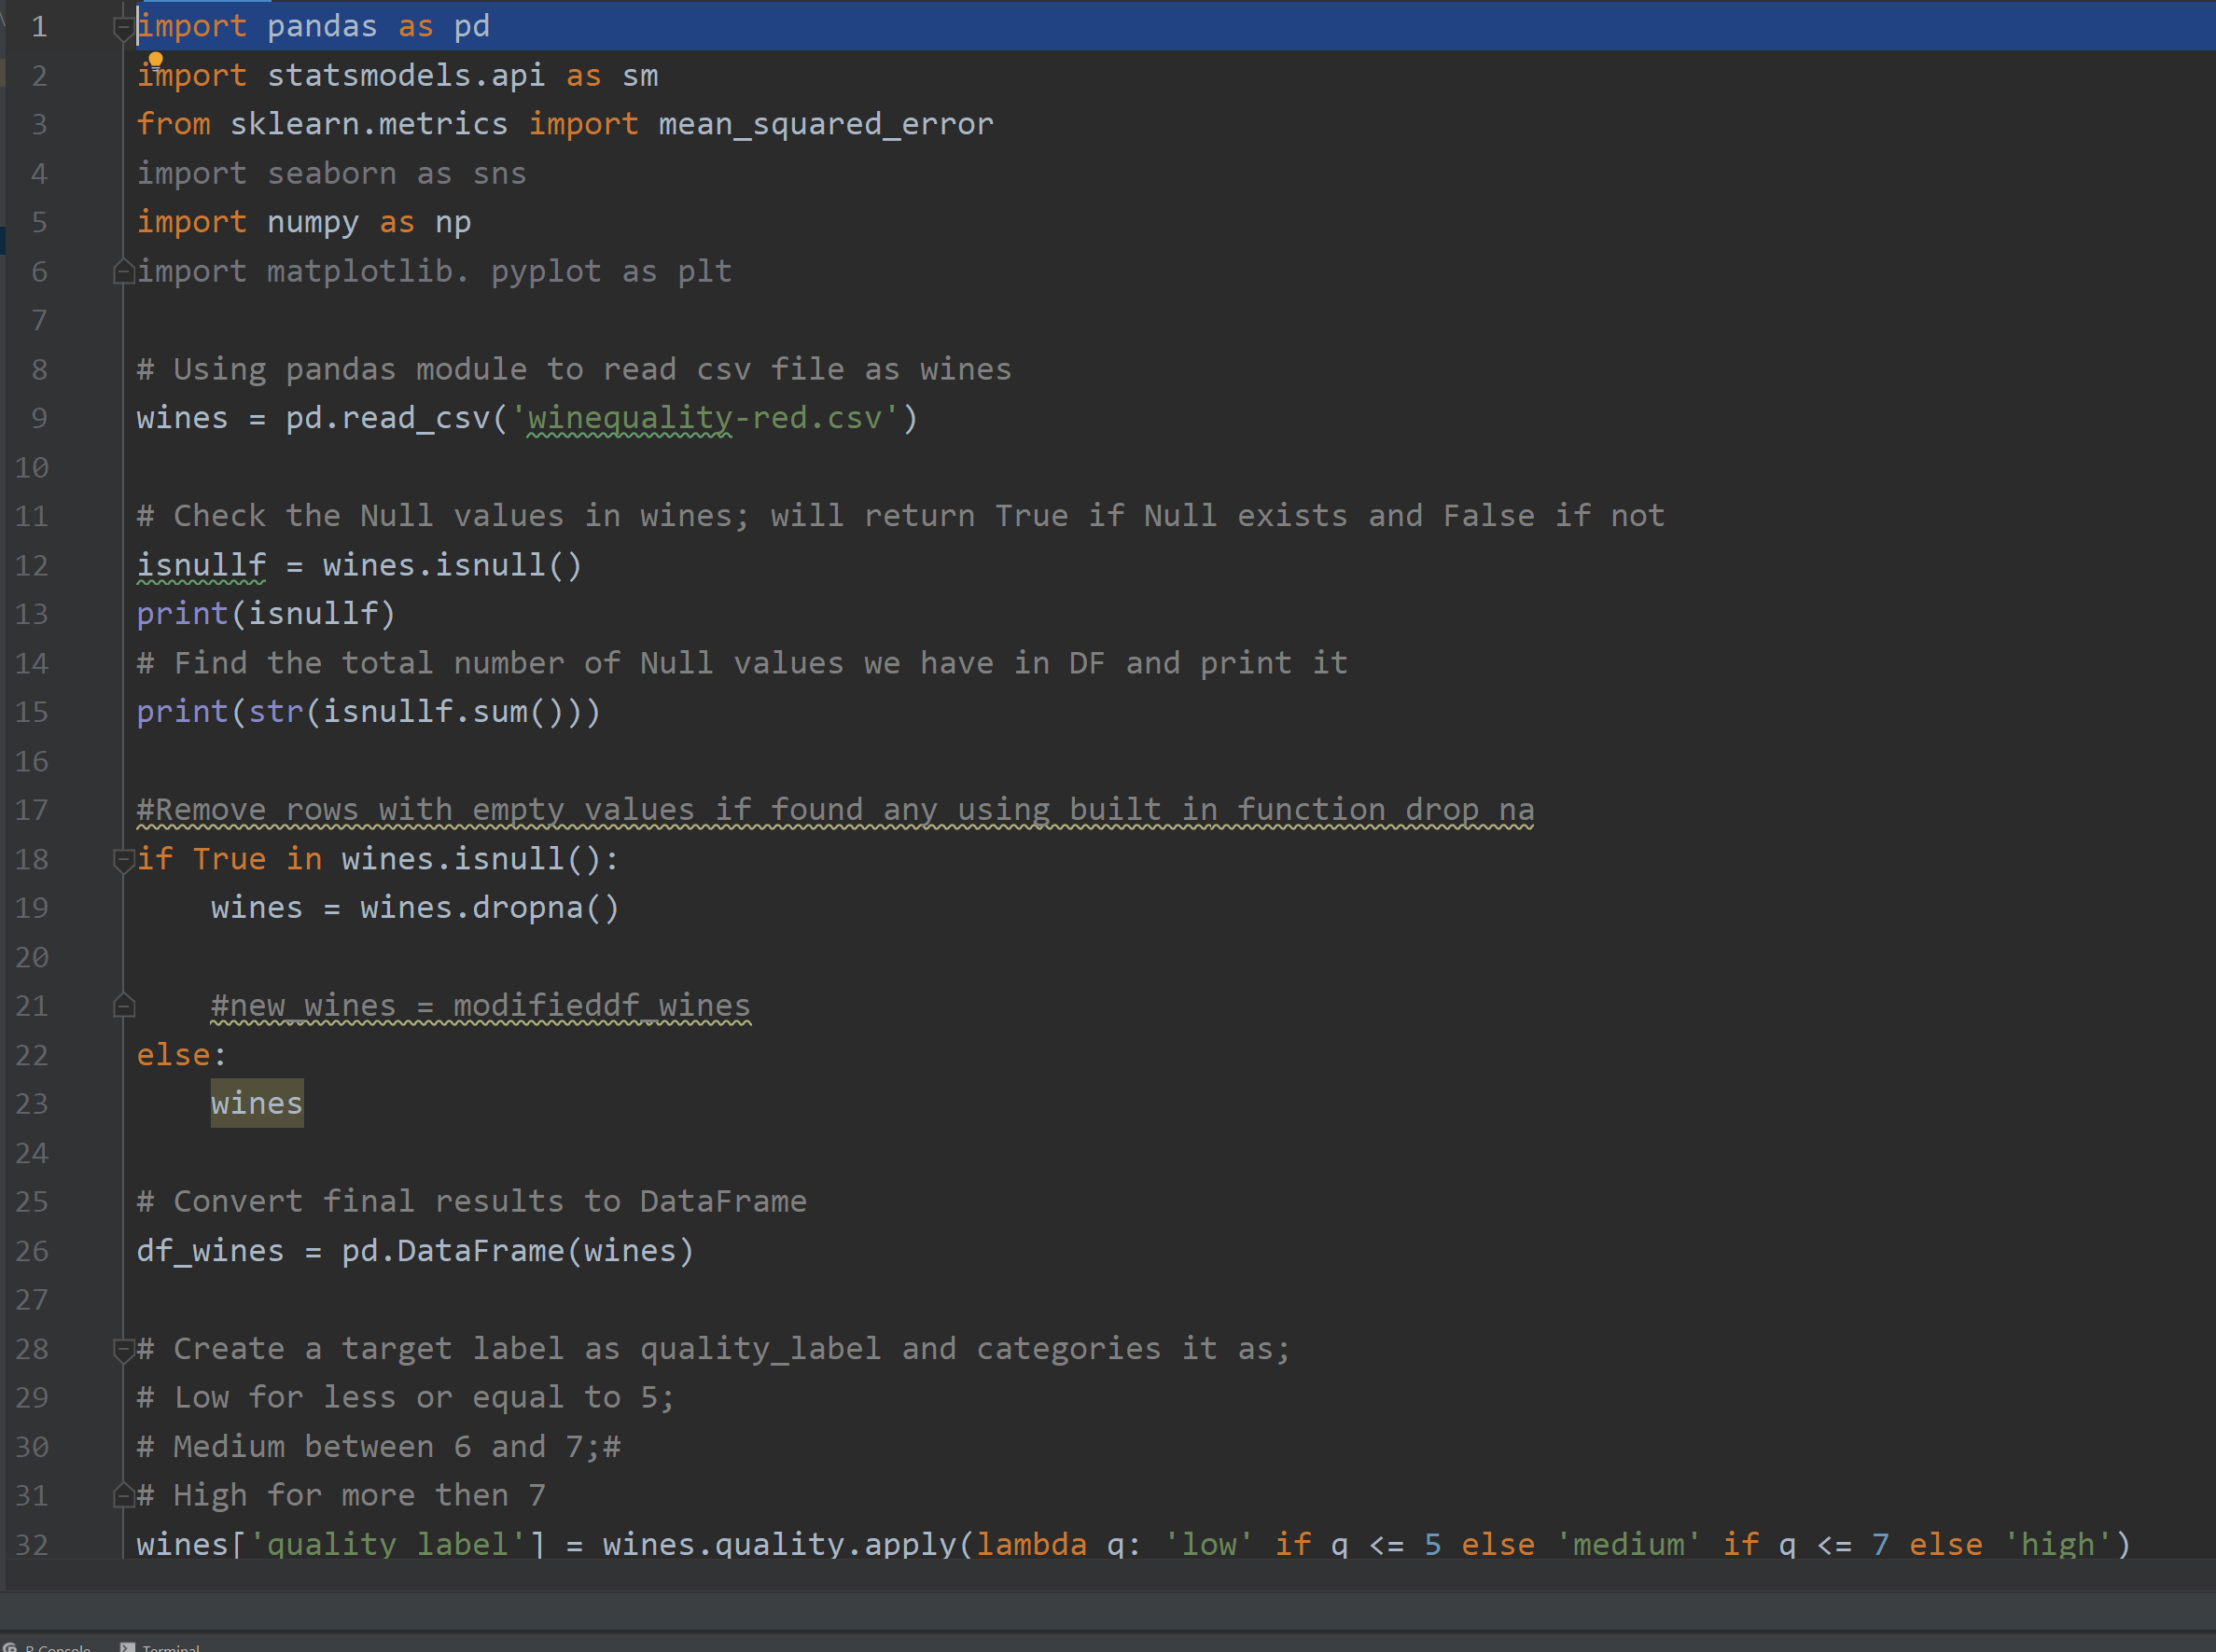 1 import pandas as pd
2 import statsmodels.api as sm
3 from sklearn.metrics import mean_squared_error
4 import seaborn as sns
5 import numpy as np
6 import matplotlib. pyplot as plt
7
8 # Using pandas module to read csv file as wines
9 wines = pd.read_csv('winequality-red.csv')
10
11 # Check the Null values in wines; will return True if Null exists and False if not
12 isnullf = wines.isnull()
13 print(isnullf)
14 # Find the total number of Null values we have in DF and print it
15 print(str(isnullf.sum()))
16
17 #Remove rows with empty values if found any using built in function drop na
18 if True in wines.isnull():
19     wines = wines.dropna()
20
21     #new_wines = modifieddf_wines
22 else:
23     wines
24
25 # Convert final results to DataFrame
26 df_wines = pd.DataFrame(wines)
27
28 # Create a target label as quality_label and categories it as;
29 # Low for less or equal to 5;
30 # Medium between 6 and 7;#
31 # High for more then 7
32 wines['quality_label'] = wines.quality.apply(lambda q: 'low' if q <= 5 else 'medium' if q <= 7 else 'high')
R Console Terminal